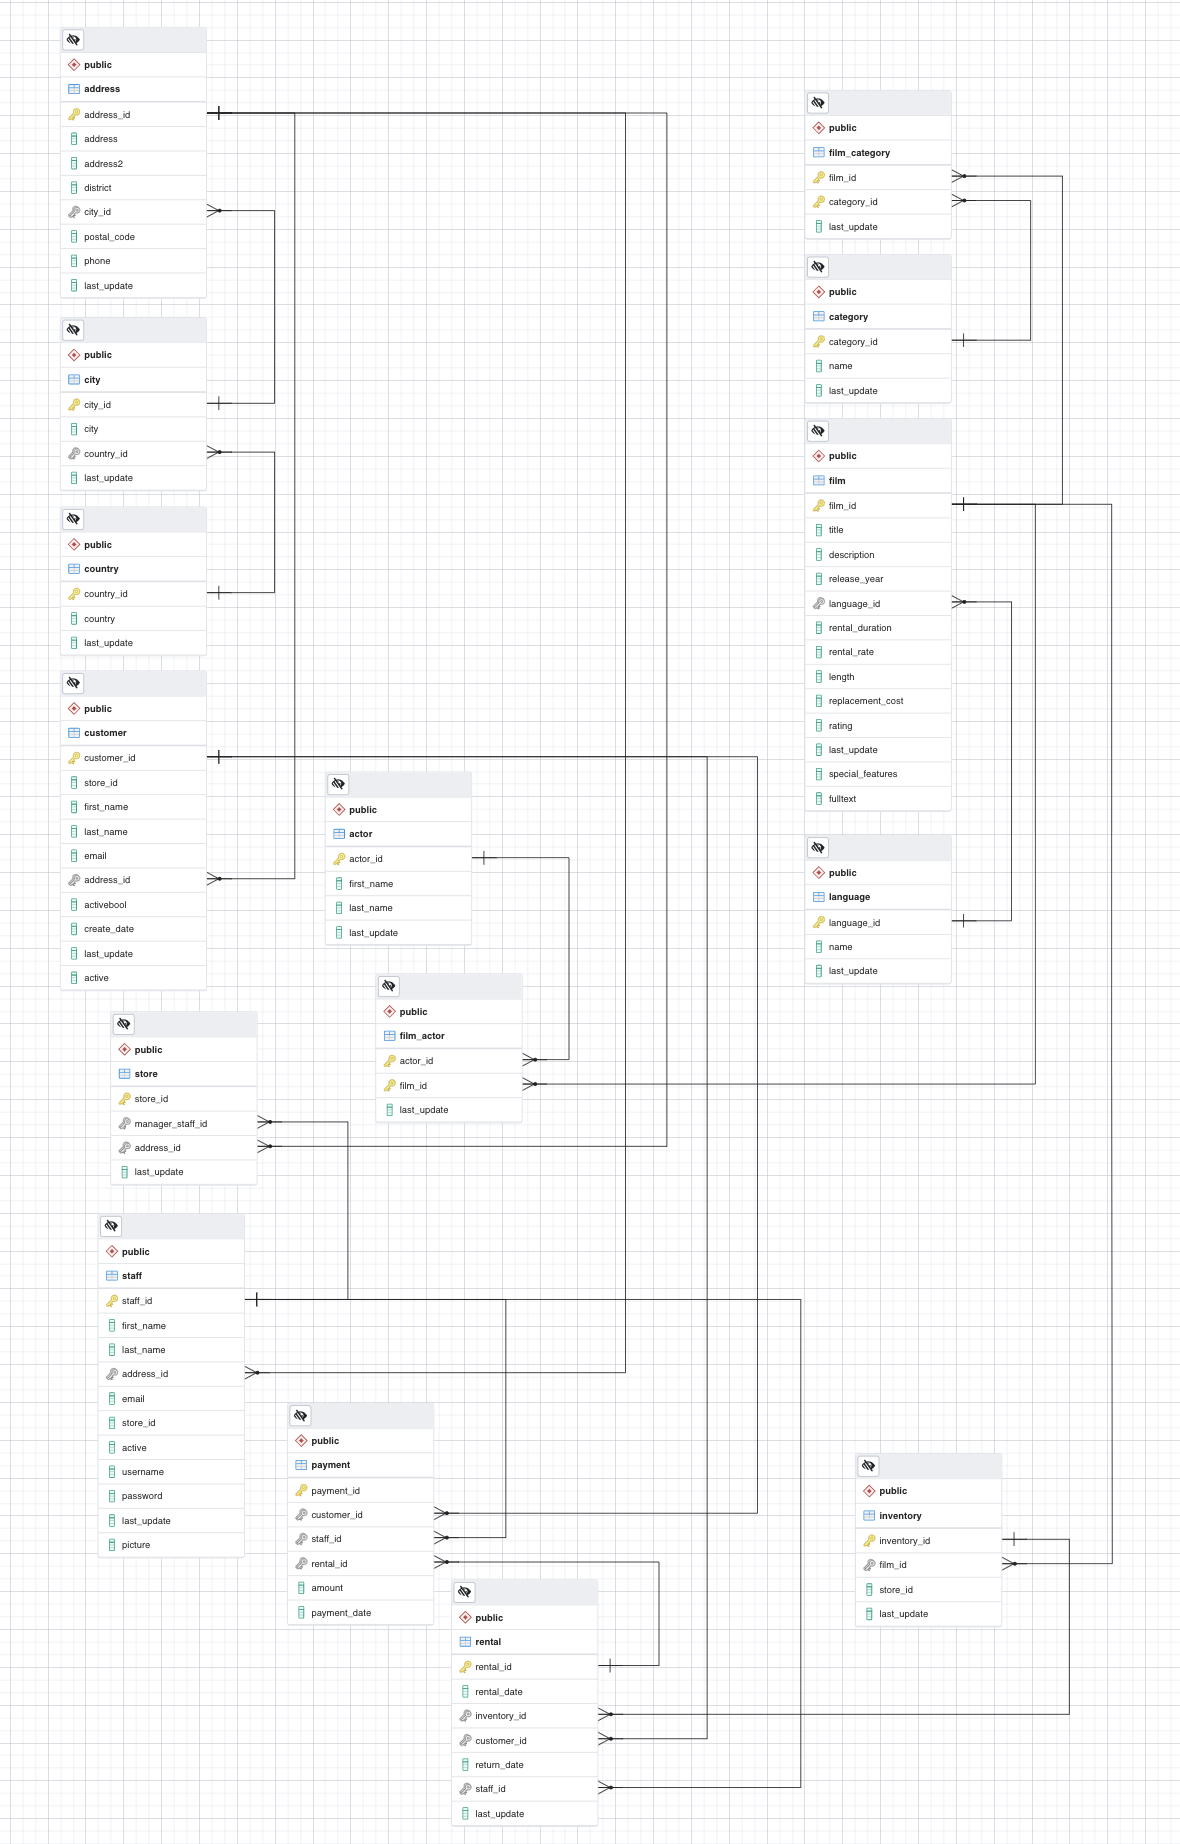 public
address
address_id
address
address2
district
city_id
postal_code
phone
last_update
public
city
city_id
city
country_id
last_update
public
country
country_id
country
last_update
public
customer
customer_id
store_id
first_name
last_name
email
address_id
activebool
create_date
last_update
active
public
store
store_id
manager_staff_id
address_id
last_update
public
staff
staff_id
first_name
last_name
address_id
email
store_id
active
username
password
last_update
picture
public
actor
actor_id
first_name
last_name
last_update
public
film_actor
actor_id
film_id
last_update
public
payment
payment_id
customer_id
staff_id
rental_id
amount
payment_date
public
rental
rental_id
rental_date
inventory_id
customer_id
return_date
staff_id
last_update
public
film_category
film_id
category_id
last_update
public
category
category_id
name
last_update
public
film
film_id
title
description
release_year
language_id
rental_duration
rental_rate
length
replacement_cost
rating
last_update
special_features
fulltext
public
language
language_id
name
last_update
public
inventory
inventory_id
film_id
store_id
last_update